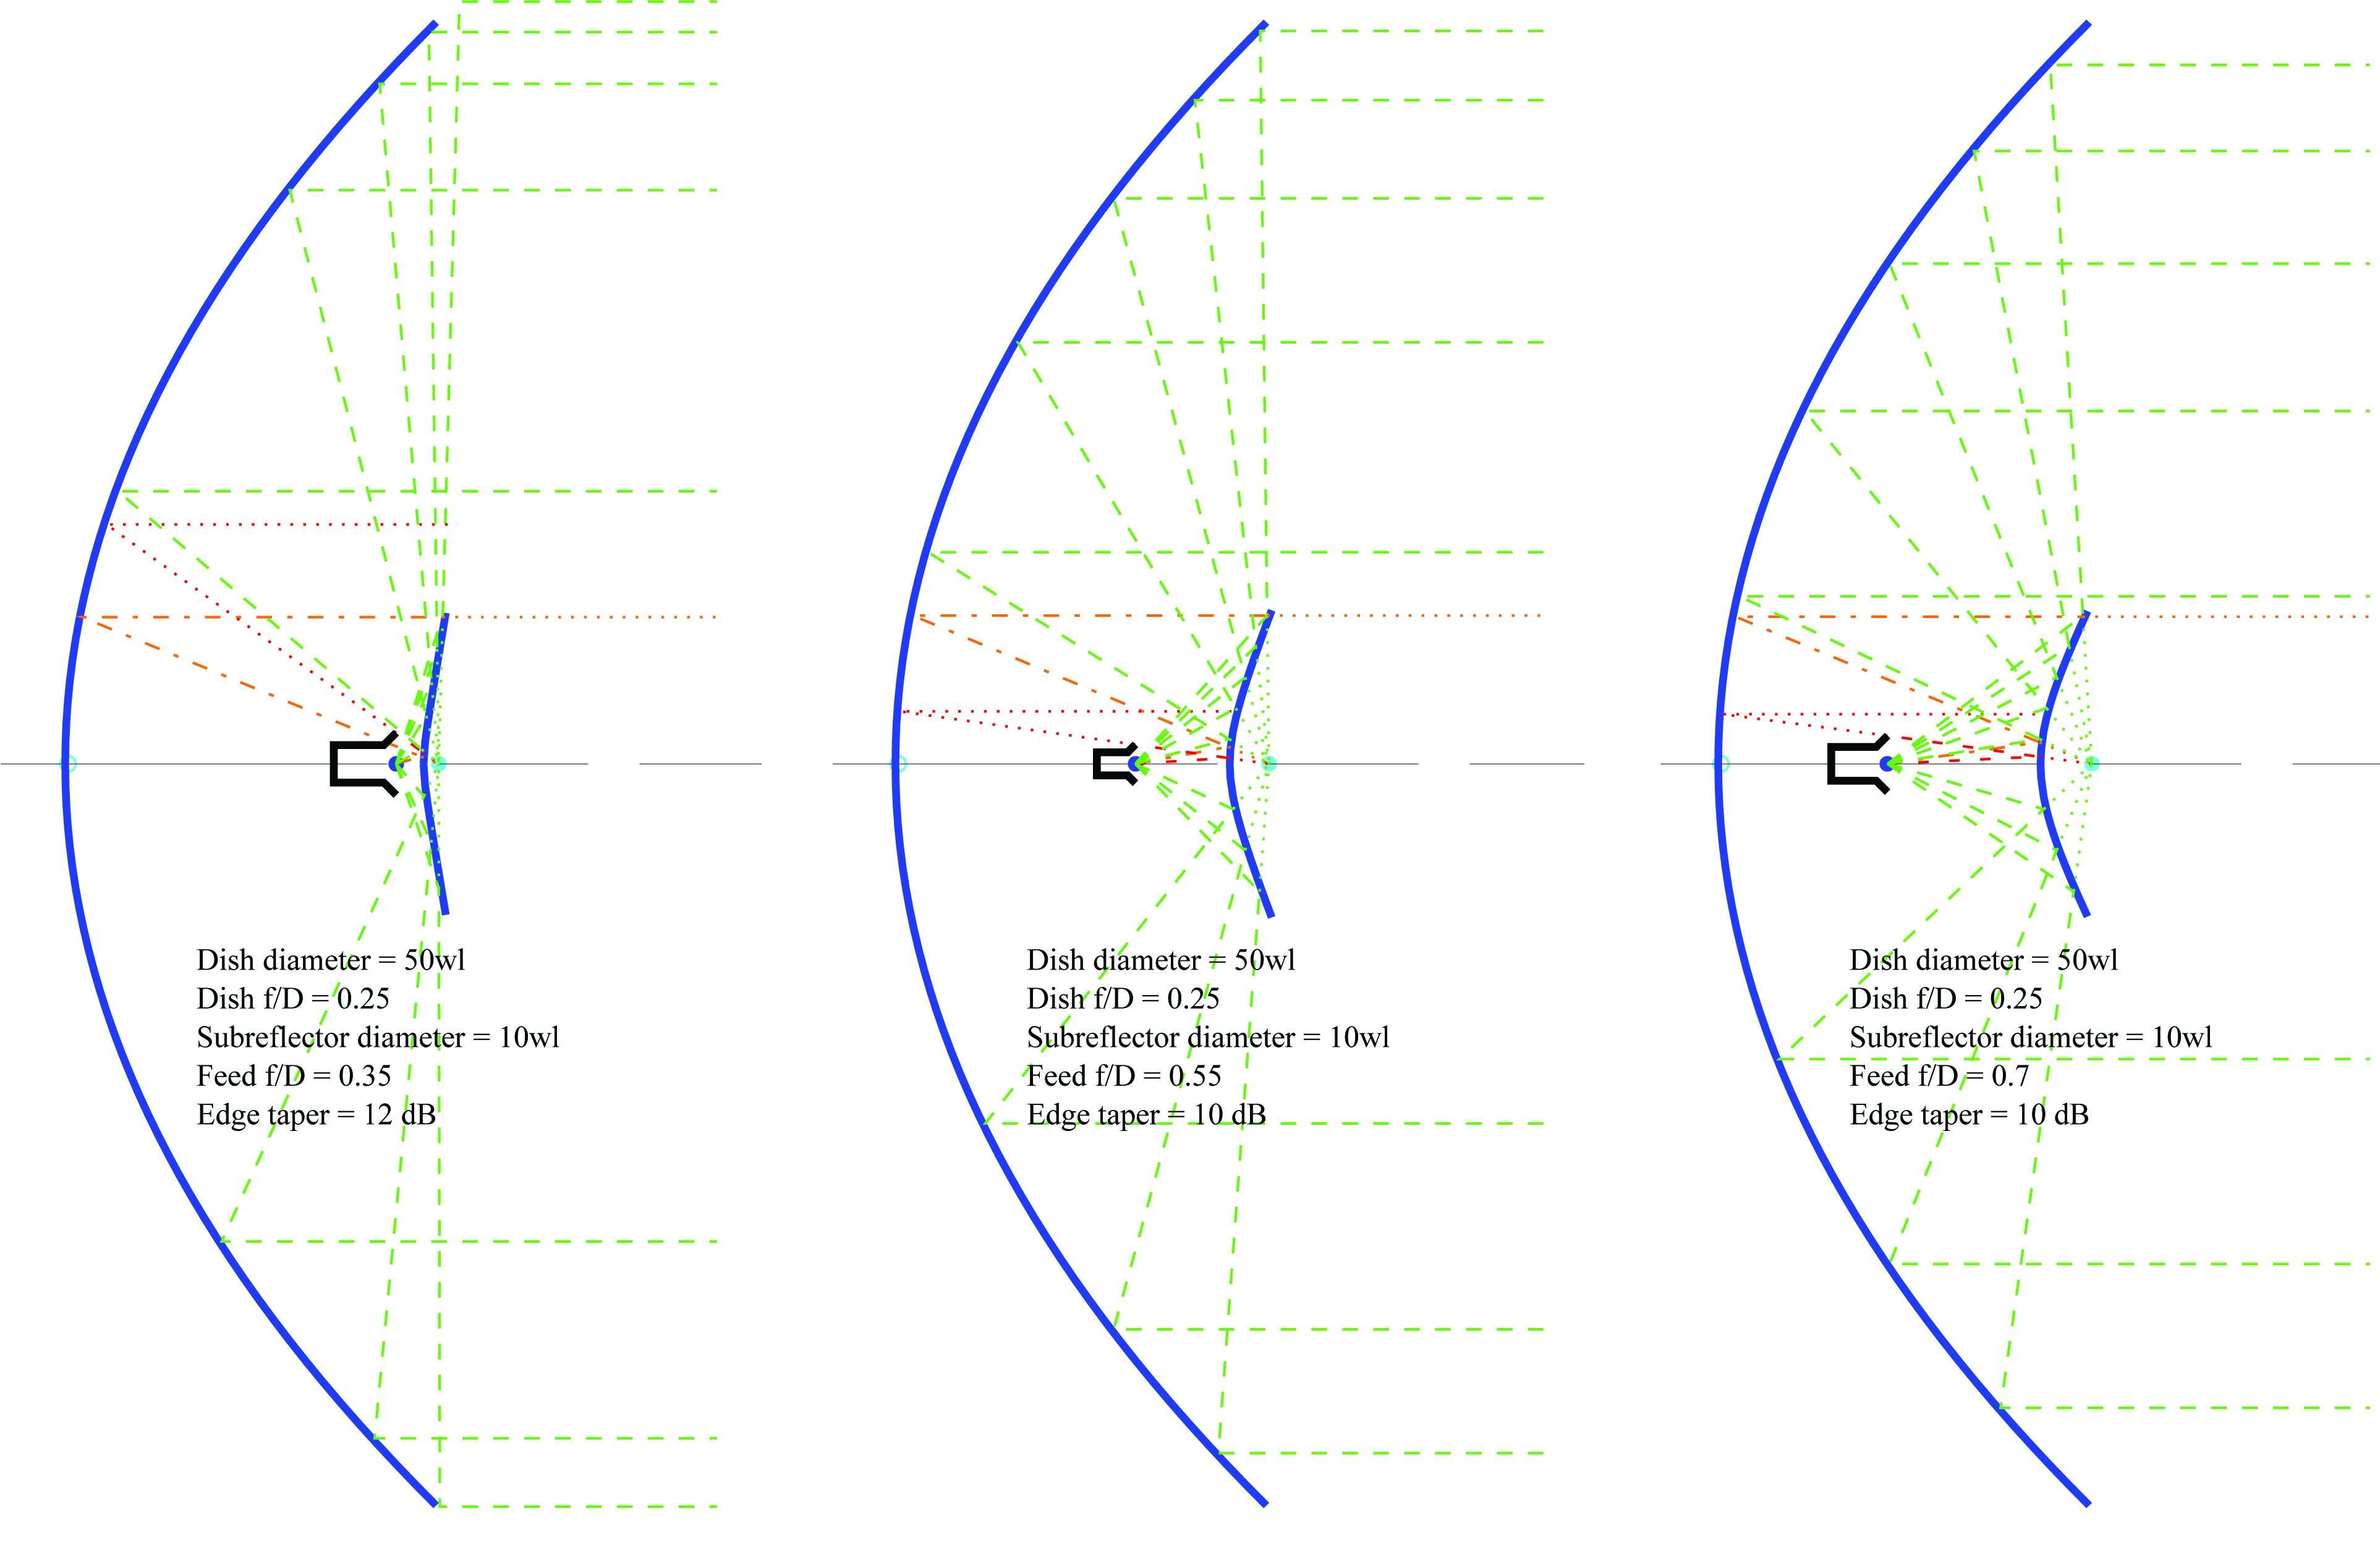 Dish diameter = 50wl
Dish f/D = 0.25
Subreflector diameter = 10wl
Feed f/D = 0.35
Edge taper = 12 dB
Dish diameter = 50wl
Dish f/D = 0.25
Subreflector diameter = 10wl
Feed f/D = 0.55
Edge taper = 10 dB
Dish diameter = 50wl
Dish f/D = 0.25
Subreflector diameter = 10wl
Feed f/D = 0.7
Edge taper = 10 dB